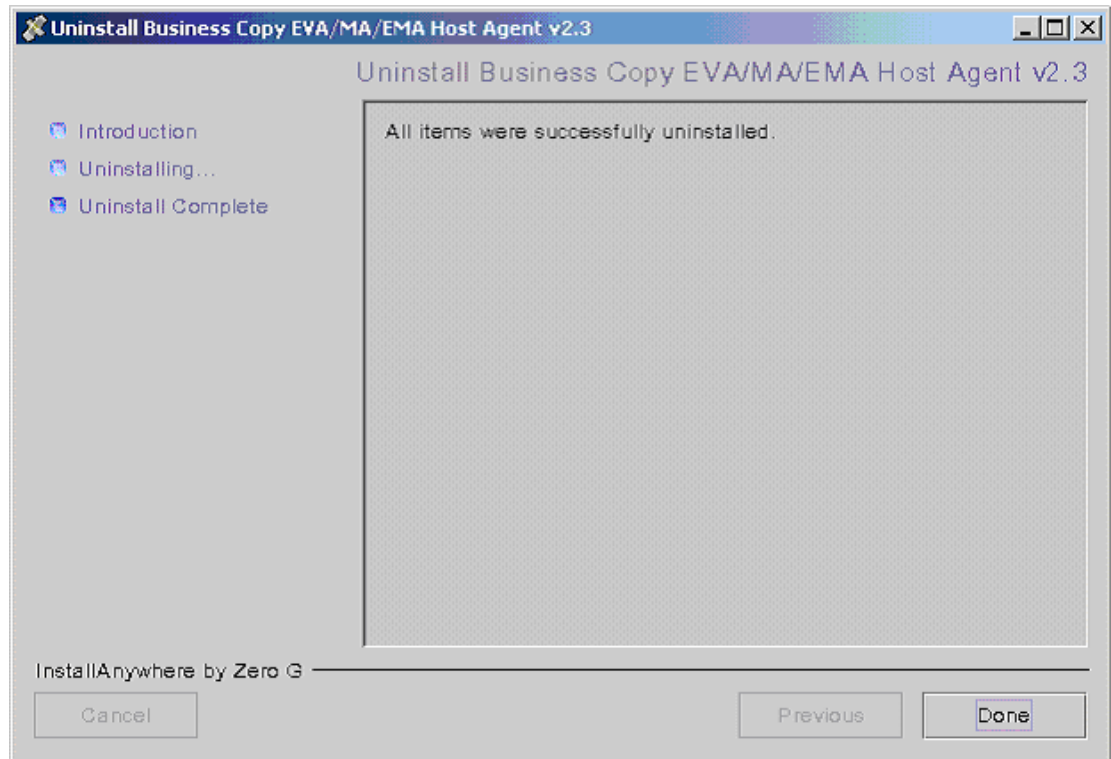 Uninstall Business Copy EVA/MA/EMA Host Agent v2.3
Uninstall Business Copy EVA/MA/EMA Host Agent v2.3
Introduction
Uninstalling...
Uninstall Complete
All items were successfully uninstalled.
InstallAnywhere by Zero G
Cancel
Previous
Done